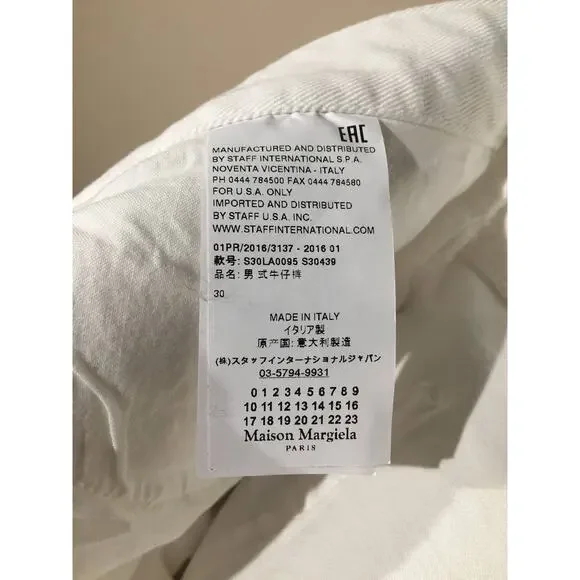 EAC
MANUFACTURED AND DISTRIBUTED
BY STAFF INTERNATIONAL S.P.A.
NOVENTA VICENTINA - ITALY
PH 0444 784500 FAX 0444 784580
FOR U.S.A. ONLY
IMPORTED AND DISTRIBUTED
BY STAFF U.S.A. INC.
WWW.STAFFINTERNATIONAL.COM
01PR/2016/3137 - 2016 01
款号: S30LA0095 S30439
品名: 男式牛仔裤
30
MADE IN ITALY
イタリア製
原产国: 意大利製造
(株)スタッフインターナショナルジャパン
03-5794-9931
0 1 2 3 4 5 6 7 8 9
10 11 12 13 14 15 16
17 18 19 20 21 22 23
Maison Margiela
PARIS